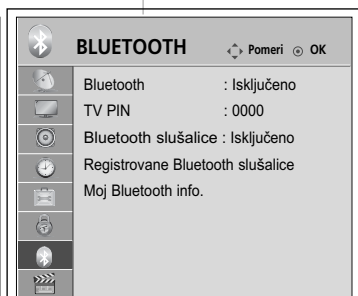 BLUETOOTH Pomeri OK
Bluetooth : Isključeno
TV PIN : 0000
Bluetooth slušalice : Isključeno
Registrovane Bluetooth slušalice
Moj Bluetooth info.